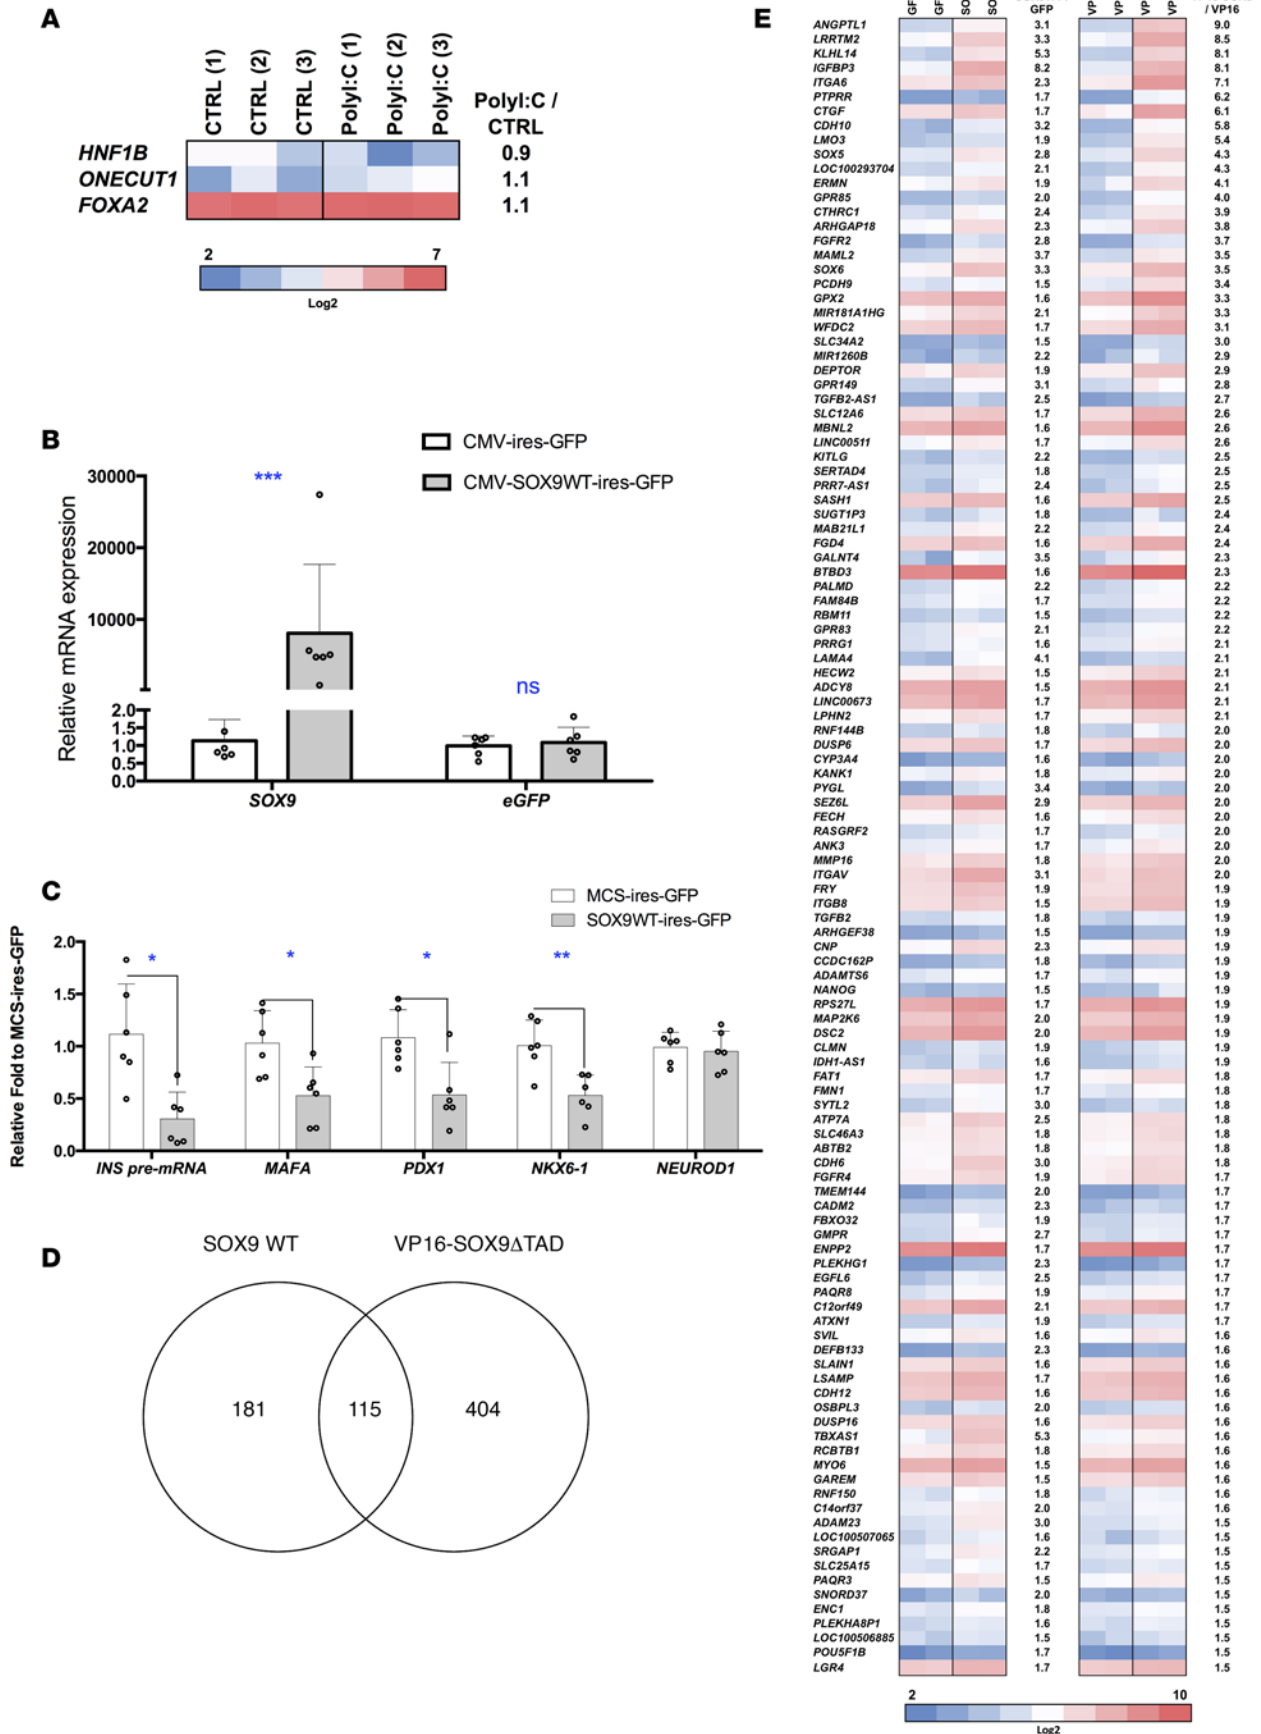 A
CTRL (1)
CTRL (2)
CTRL (3)
PolyI:C (1)
PolyI:C (2)
PolyI:C (3)
PolyI:C /
CTRL
HNF1B 0.9
ONECUT1 1.1
FOXA2 1.1
2 7
Log2
B
CMV-ires-GFP
CMV-SOX9WT-ires-GFP
Relative mRNA expression
30000
20000
10000
2.0
1.5
1.0
0.5
0.0
***
ns
SOX9 eGFP
C
MCS-ires-GFP
SOX9WT-ires-GFP
Relative Fold to MCS-ires-GFP
2.0
1.5
1.0
0.5
0.0
* * * **
INS pre-mRNA MAFA PDX1 NKX6-1 NEUROD1
D
SOX9 WT VP16-SOX9ΔTAD
181 115 404
E
GFP / VP16
ANGPTL1 3.1 9.0
LRRTM2 3.3 8.5
KLHL14 5.3 8.1
IGFBP3 8.2 8.1
ITGA6 2.3 7.1
PTPRR 1.7 6.2
CTGF 1.7 6.1
CDH10 3.2 5.8
LMO3 1.9 5.4
SOX5 2.8 4.3
LOC100293704 2.1 4.3
ERMN 1.9 4.1
GPR85 2.0 4.0
CTHRC1 2.4 3.9
ARHGAP18 2.3 3.8
FGFR2 2.8 3.7
MAML2 3.7 3.5
SOX6 3.3 3.5
PCDH9 1.5 3.4
GPX2 1.6 3.3
MIR181A1HG 2.1 3.3
WFDC2 1.7 3.1
SLC34A2 1.5 3.0
MIR1260B 2.2 2.9
DEPTOR 1.9 2.9
GPR149 3.1 2.8
TGFB2-AS1 2.5 2.7
SLC12A6 1.7 2.6
MBNL2 1.6 2.6
LINC00511 1.7 2.6
KITLG 2.2 2.5
SERTAD4 1.8 2.5
PRR7-AS1 2.4 2.5
SASH1 1.6 2.5
SUGT1P3 1.8 2.4
MAB21L1 2.2 2.4
FGD4 1.6 2.4
GALNT4 3.5 2.3
BTBD3 1.6 2.3
PALMD 2.2 2.2
FAM84B 1.7 2.2
RBM11 1.5 2.2
GPR83 2.1 2.2
PRRG1 1.6 2.1
LAMA4 4.1 2.1
HECW2 1.5 2.1
ADCY8 1.5 2.1
LINC00673 1.7 2.1
LPHN2 1.7 2.1
RNF144B 1.8 2.0
DUSP6 1.7 2.0
CYP3A4 1.6 2.0
KANK1 1.8 2.0
PYGL 3.4 2.0
SEZ6L 2.9 2.0
FECH 1.6 2.0
RASGRF2 1.7 2.0
ANK3 1.7 2.0
MMP16 1.8 2.0
ITGAV 3.1 2.0
FRY 1.9 1.9
ITGB8 1.5 1.9
TGFB2 1.8 1.9
ARHGEF38 1.5 1.9
CNP 2.3 1.9
CCDC162P 1.8 1.9
ADAMTS6 1.7 1.9
NANOG 1.5 1.9
RPS27L 1.7 1.9
MAP2K6 2.0 1.9
DSC2 2.0 1.9
CLMN 1.9 1.9
IDH1-AS1 1.6 1.9
FAT1 1.7 1.8
FMN1 1.7 1.8
SYTL2 3.0 1.8
ATP7A 2.5 1.8
SLC46A3 1.8 1.8
ABTB2 1.8 1.8
CDH6 3.0 1.8
FGFR4 1.9 1.7
TMEM144 2.0 1.7
CADM2 2.3 1.7
FBXO32 1.9 1.7
GMPR 2.7 1.7
ENPP2 1.7 1.7
PLEKHG1 2.3 1.7
EGFL6 2.5 1.7
PAQR8 1.9 1.7
C12orf49 2.1 1.7
ATXN1 1.9 1.7
SVIL 1.6 1.6
DEFB133 2.3 1.6
SLAIN1 1.6 1.6
LSAMP 1.7 1.6
CDH12 1.6 1.6
OSBPL3 2.0 1.6
DUSP16 1.6 1.6
TBXAS1 5.3 1.6
RCBTB1 1.8 1.6
MYO6 1.5 1.6
GAREM 1.5 1.6
RNF150 1.8 1.6
C14orf37 2.0 1.6
ADAM23 3.0 1.5
LOC100507065 1.6 1.5
SRGAP1 2.2 1.5
SLC25A15 1.7 1.5
PAQR3 1.5 1.5
SNORD37 2.0 1.5
ENC1 1.8 1.5
PLEKHA8P1 1.6 1.5
LOC100506885 1.5 1.5
POU5F1B 1.7 1.5
LGR4 1.7 1.5
2 10
Log2